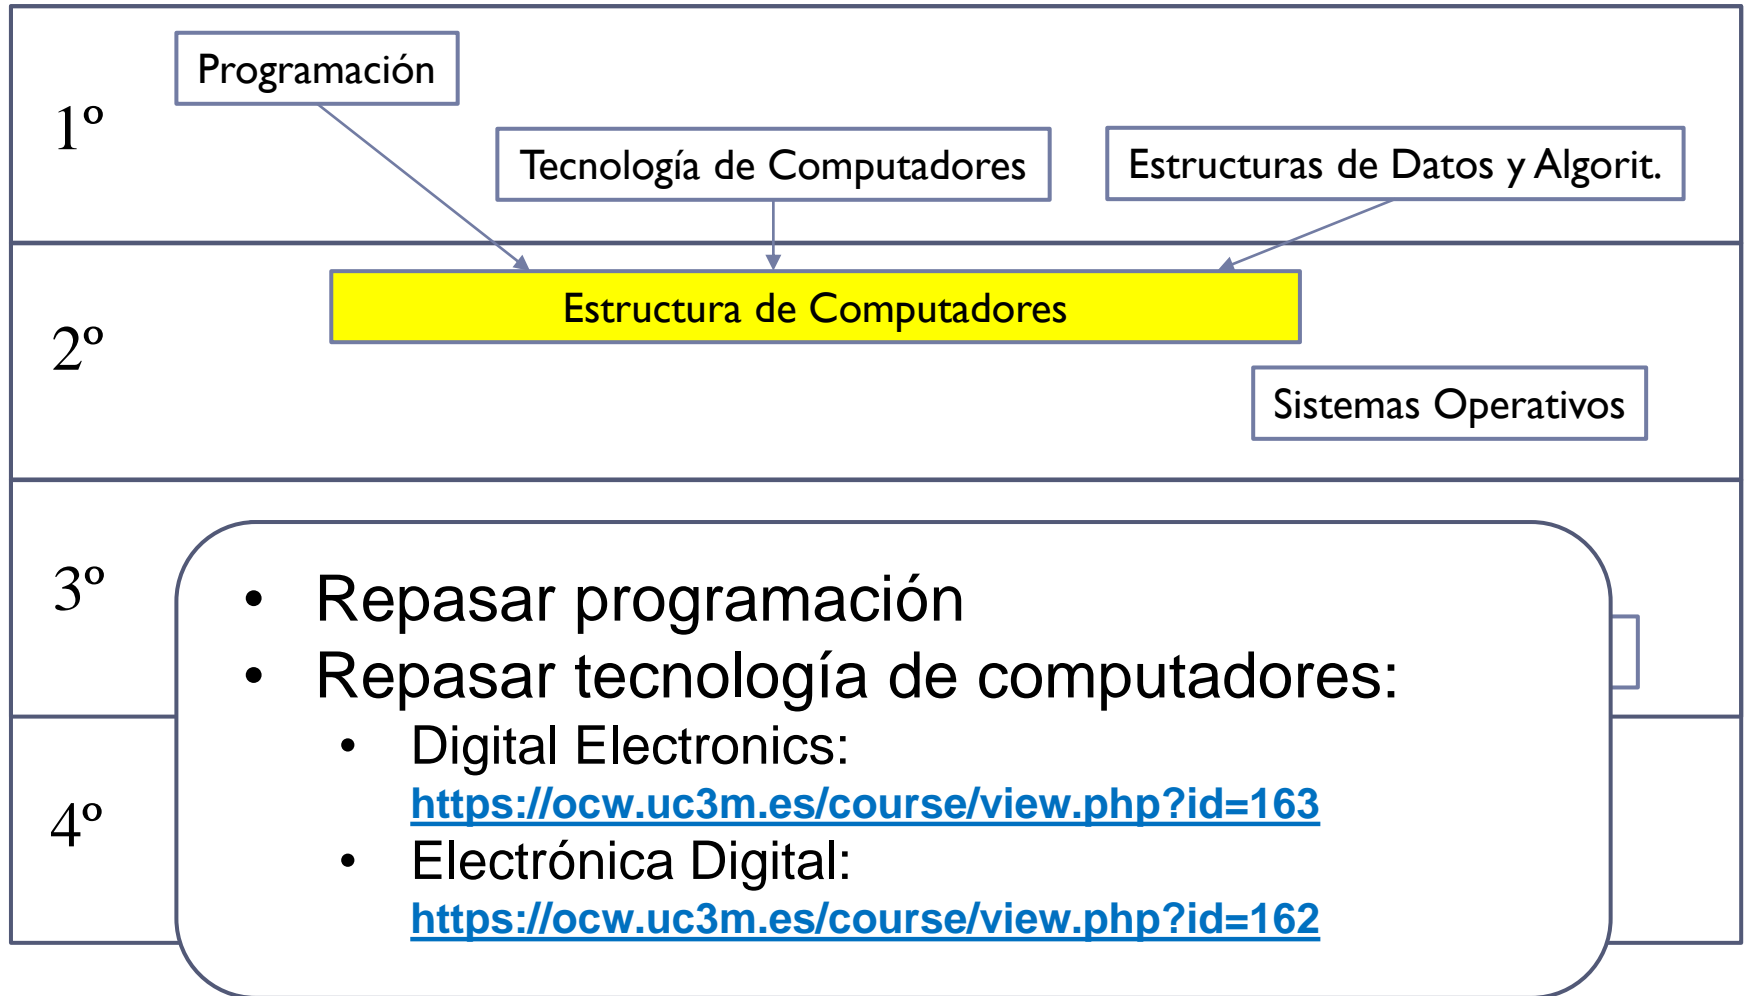 Programación
1º
Tecnología de Computadores
Estructuras de Datos y Algorit.
Estructura de Computadores
2º
Sistemas Operativos
3º
• Repasar programación
• Repasar tecnología de computadores:
• Digital Electronics:
https://ocw.uc3m.es/course/view.php?id=163
4º
• Electrónica Digital:
https://ocw.uc3m.es/course/view.php?id=162